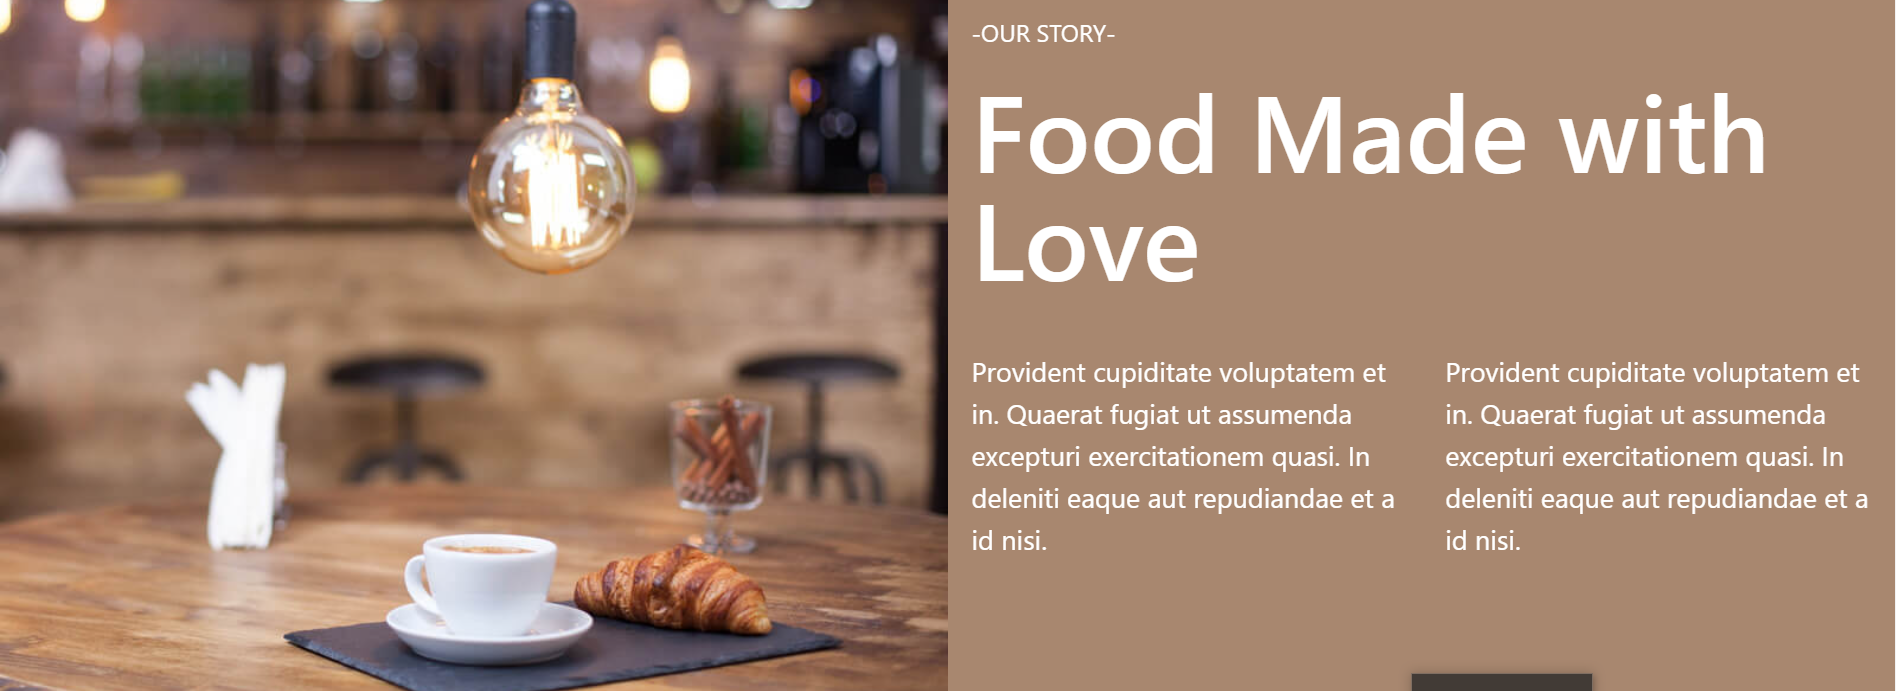 -OUR STORY-
Food Made with
Love
Provident cupiditate voluptatem et
in. Quaerat fugiat ut assumenda
excepturi exercitationem quasi. In
deleniti eaque aut repudiandae et a
id nisi.
Provident cupiditate voluptatem et
in. Quaerat fugiat ut assumenda
excepturi exercitationem quasi. In
deleniti eaque aut repudiandae et a
id nisi.